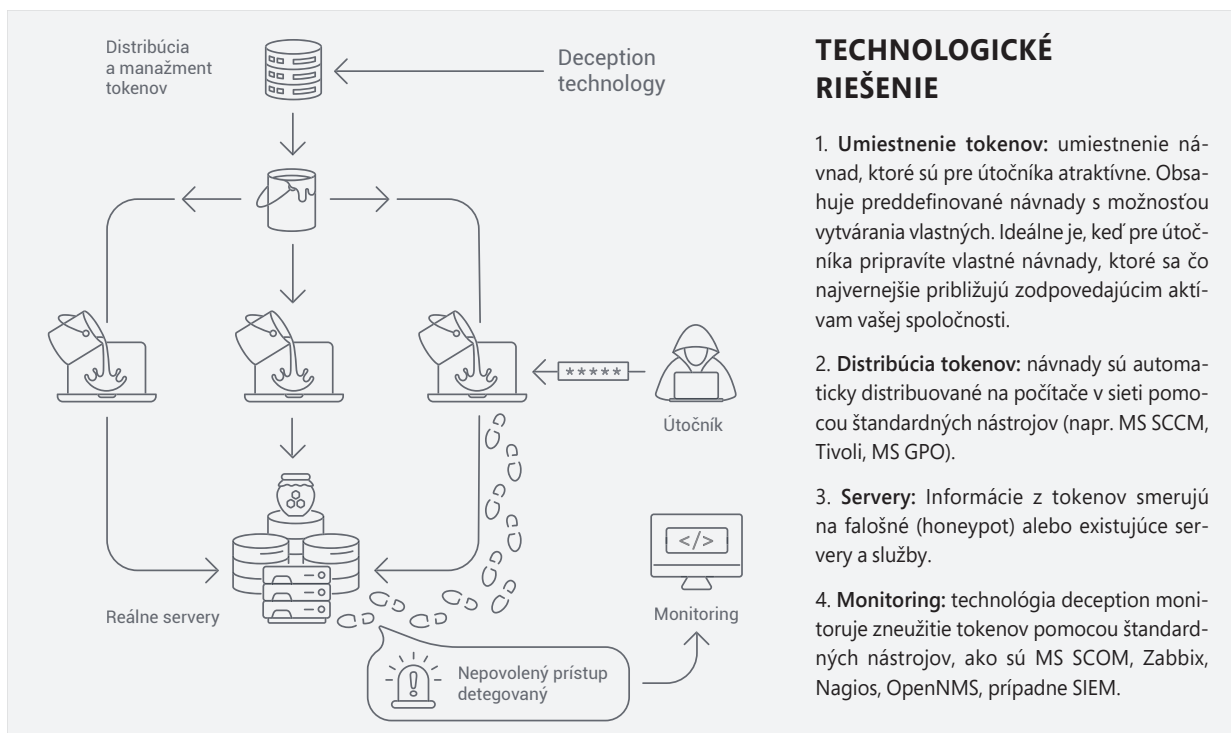 Distribúcia
a manažment
tokenov
Deception
technology
*****
Útočník
</>
Reálne servery
Monitoring
Nepovolený prístup
detegovaný
TECHNOLOGICKÉ
RIEŠENIE
1. Umiestnenie tokenov: umiestnenie ná-
vnad, ktoré sú pre útočníka atraktívne. Obsa-
huje preddefinované návnady s možnosťou
vytvárania vlastných. Ideálne je, keď pre útoč-
níka pripravíte vlastné návnady, ktoré sa čo
najvernejšie približujú zodpovedajúcim aktí-
vam vašej spoločnosti.
2. Distribúcia tokenov: návnady sú automa-
ticky distribuované na počítače v sieti pomo-
cou štandardných nástrojov (napr. MS SCCM,
Tivoli, MS GPO).
3. Servery: Informácie z tokenov smerujú
na falošné (honeypot) alebo existujúce ser-
very a služby.
4. Monitoring: technológia deception moni-
toruje zneužitie tokenov pomocou štandard-
ných nástrojov, ako sú MS SCOM, Zabbix,
Nagios, OpenNMS, prípadne SIEM.